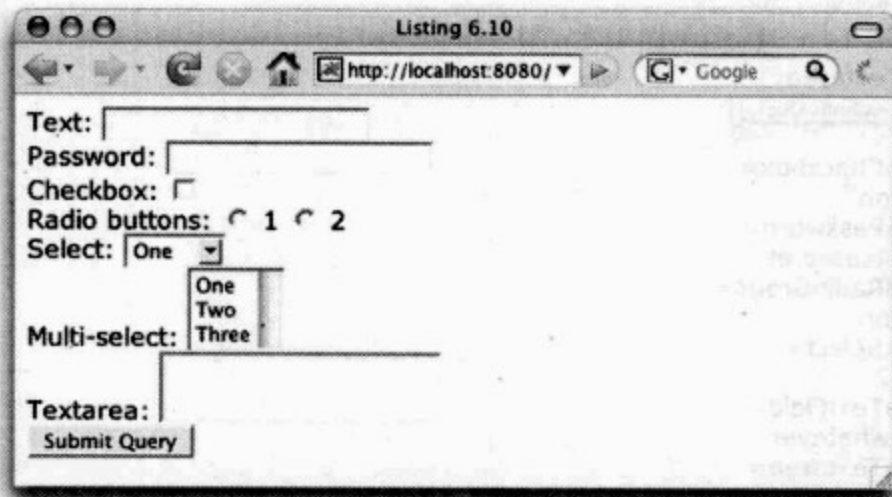 Listing 6.10
http://localhost:8080/ G Google
Text:
Password:
Checkbox:
Radio buttons: 1 2
Select: One
One
Two
Multi-select: Three
Textarea:
Submit Query